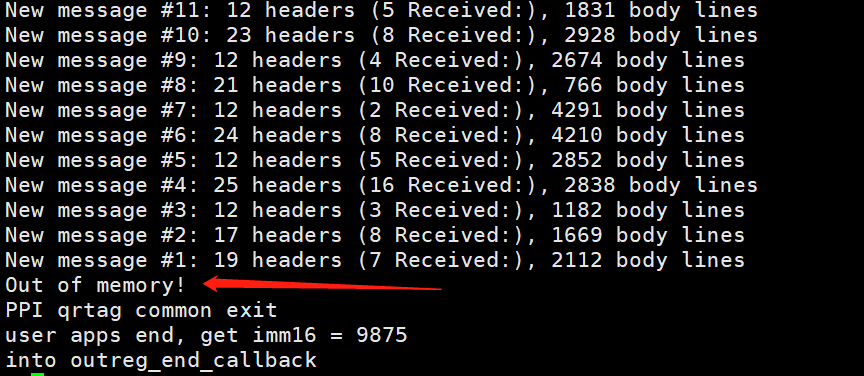 New message #11: 12 headers (5 Received:), 1831 body lines
New message #10: 23 headers (8 Received:), 2928 body lines
New message #9: 12 headers (4 Received:), 2674 body lines
New message #8: 21 headers (10 Received:), 766 body lines
New message #7: 12 headers (2 Received:), 4291 body lines
New message #6: 24 headers (8 Received:), 4210 body lines
New message #5: 12 headers (5 Received:), 2852 body lines
New message #4: 25 headers (16 Received:), 2838 body lines
New message #3: 12 headers (3 Received:), 1182 body lines
New message #2: 17 headers (8 Received:), 1669 body lines
New message #1: 19 headers (7 Received:), 2112 body lines
Out of memory!
PPI qrtag common exit
user apps end, get imm16 = 9875
into outreg_end_callback